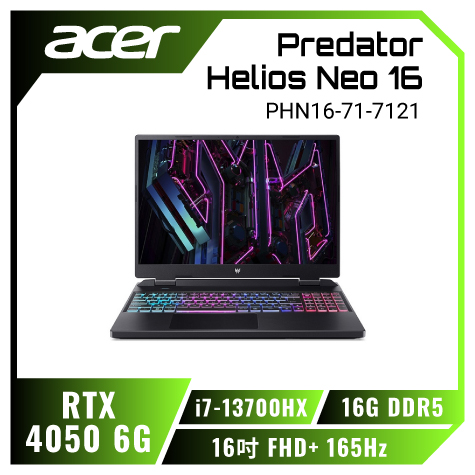 acer
Predator
Helios Neo 16
PHN16-71-7121
RTX
4050 6G
i7-13700HX
16G DDR5
16吋 FHD+ 165Hz